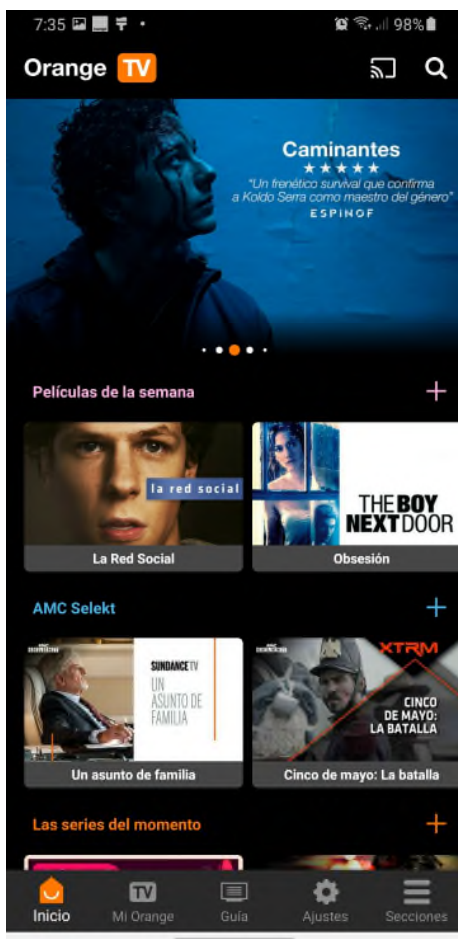 7:35
98%
Orange TV
Caminantes
"Un frenético survival que confirma
a Koldo Serra como maestro del género"
ESPINOF
Películas de la semana
la red social
THE BOY
NEXT DOOR
La Red Social
Obsesión
AMC Selekt
SUNDANCE TV
UN
ASUNTO DE
FAMILIA
XTRM
CINCO
DE MAYO:
LA BATALLA
Un asunto de familia
Cinco de mayo: La batalla
Las series del momento
TV
Inicio
Mi Orange
Guía
Ajustes
Secciones